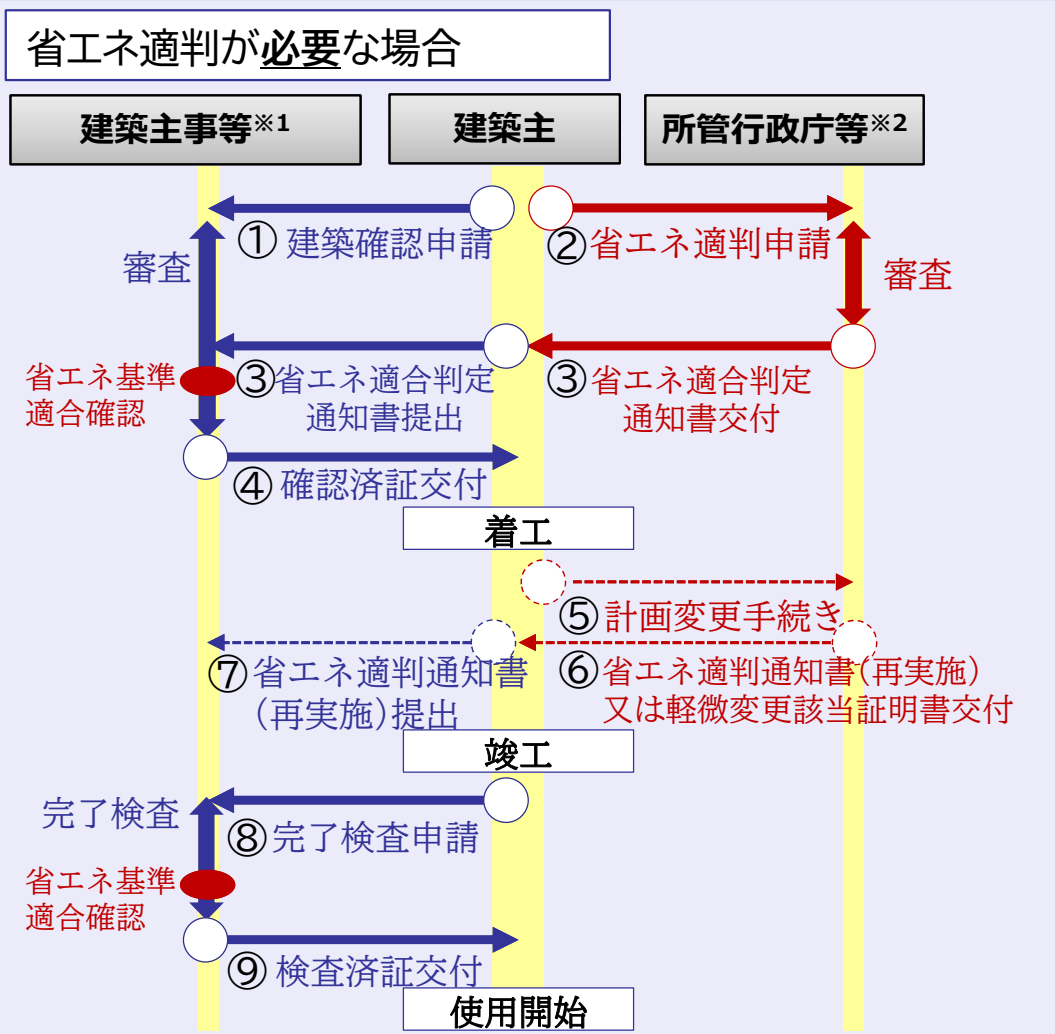 省エネ適判が必要な場合
建築主事等※1
建築主
所管行政庁等※2
① 建築確認申請
② 省エネ適判申請
審査
審査
省エネ基準
適合確認
③ 省エネ適合判定
通知書提出
③ 省エネ適合判定
通知書交付
④ 確認済証交付
着工
⑤ 計画変更手続き
⑦ 省エネ適判通知書
（再実施）提出
⑥ 省エネ適判通知書（再実施）
又は軽微変更該当証明書交付
竣工
完了検査
⑧ 完了検査申請
省エネ基準
適合確認
⑨ 検査済証交付
使用開始